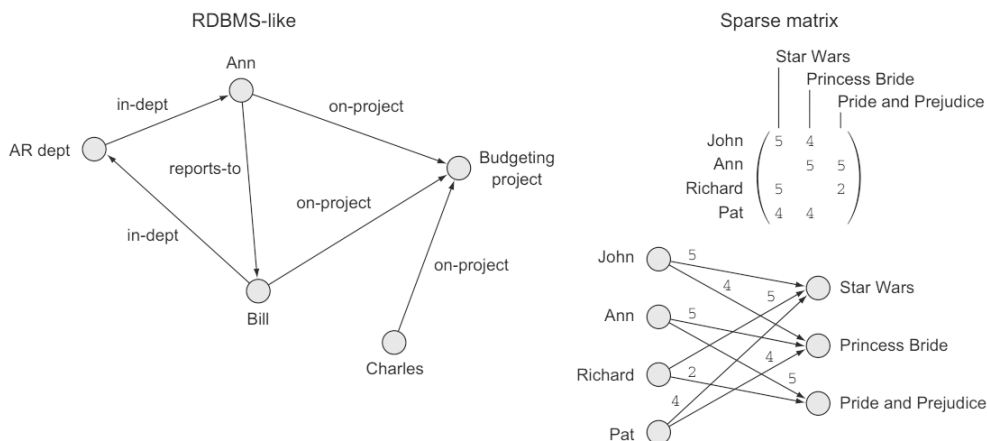 RDBMS-like
Ann
in-dept
on-project
AR dept
reports-to
Budgeting
project
on-project
in-dept
on-project
Bill
Charles
Sparse matrix
Star Wars
Princess Bride
Pride and Prejudice
John 5 4
Ann 5 5
Richard 5 2
Pat 4 4
John 5
4 5 Star Wars
Ann 5
4 Princess Bride
Richard 2 5
4 Pride and Prejudice
Pat